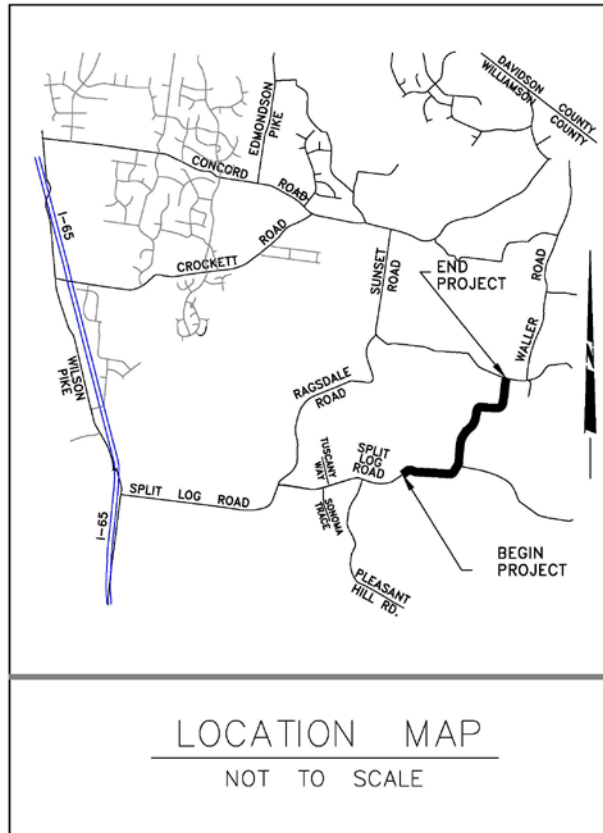 DAVIDSON COUNTY
WILLIAMSON COUNTY
EDMONDSON
PIKE
CONCORD
ROAD
I-65
CROCKETT ROAD
SUNSET
ROAD
END
PROJECT
WALLER ROAD
WILSON
PIKE
RAGSDALE
ROAD
TUSCANY
WAY
SPLIT
LOG
ROAD
SONOMA
TRACE
SPLIT LOG ROAD
I-65
BEGIN
PROJECT
PLEASANT
HILL RD.
N
LOCATION MAP
NOT TO SCALE